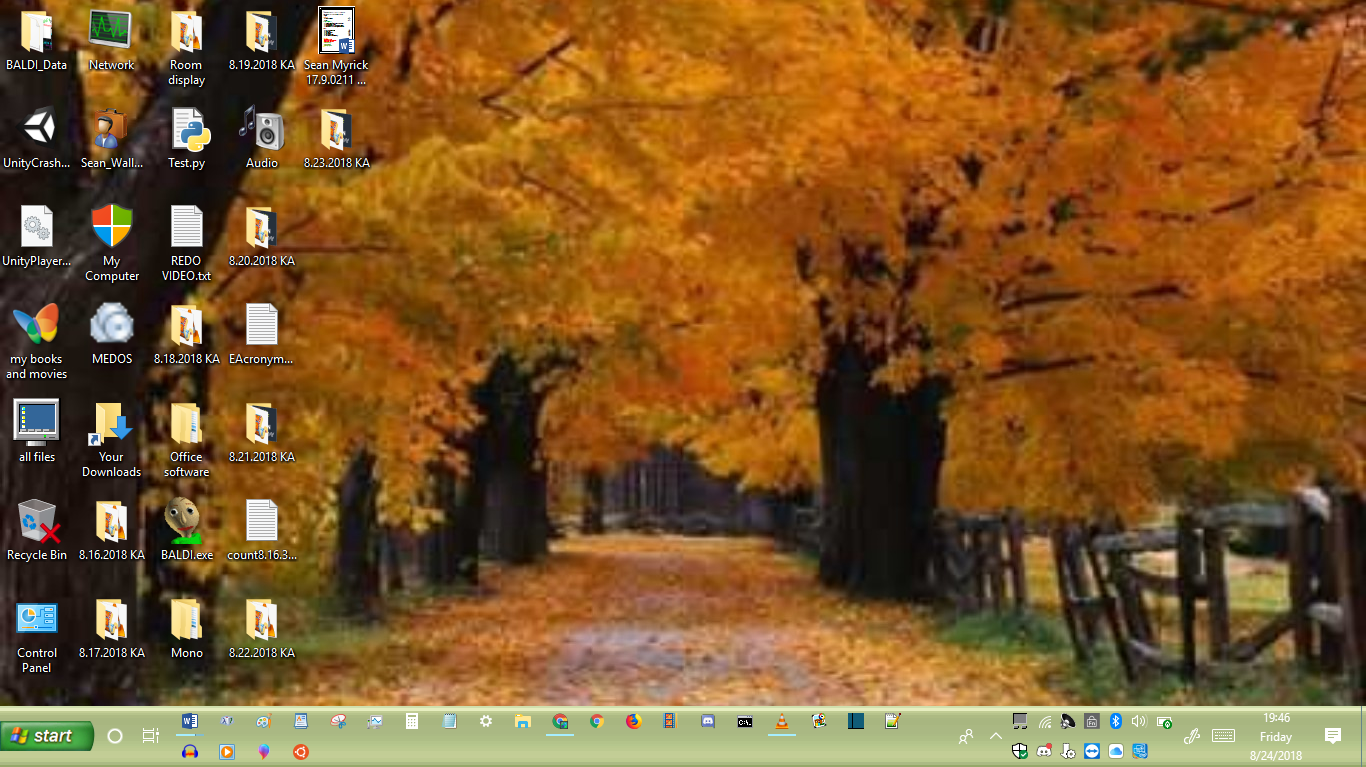 BALDI_Data
Network
Room
display
8.19.2018 KA
Sean Myrick
17.9.0211 ...
UnityCrash...
Sean_Wall...
Test.py
Audio
8.23.2018 KA
UnityPlayer...
My
Computer
REDO
VIDEO.txt
8.20.2018 KA
my books
and movies
MEDOS
8.18.2018 KA
EAcronym...
all files
Your
Downloads
Office
software
8.21.2018 KA
Recycle Bin
8.16.2018 KA
BALDI.exe
count8.16.3...
Control
Panel
8.17.2018 KA
Mono
8.22.2018 KA
start
19:46
Friday
8/24/2018